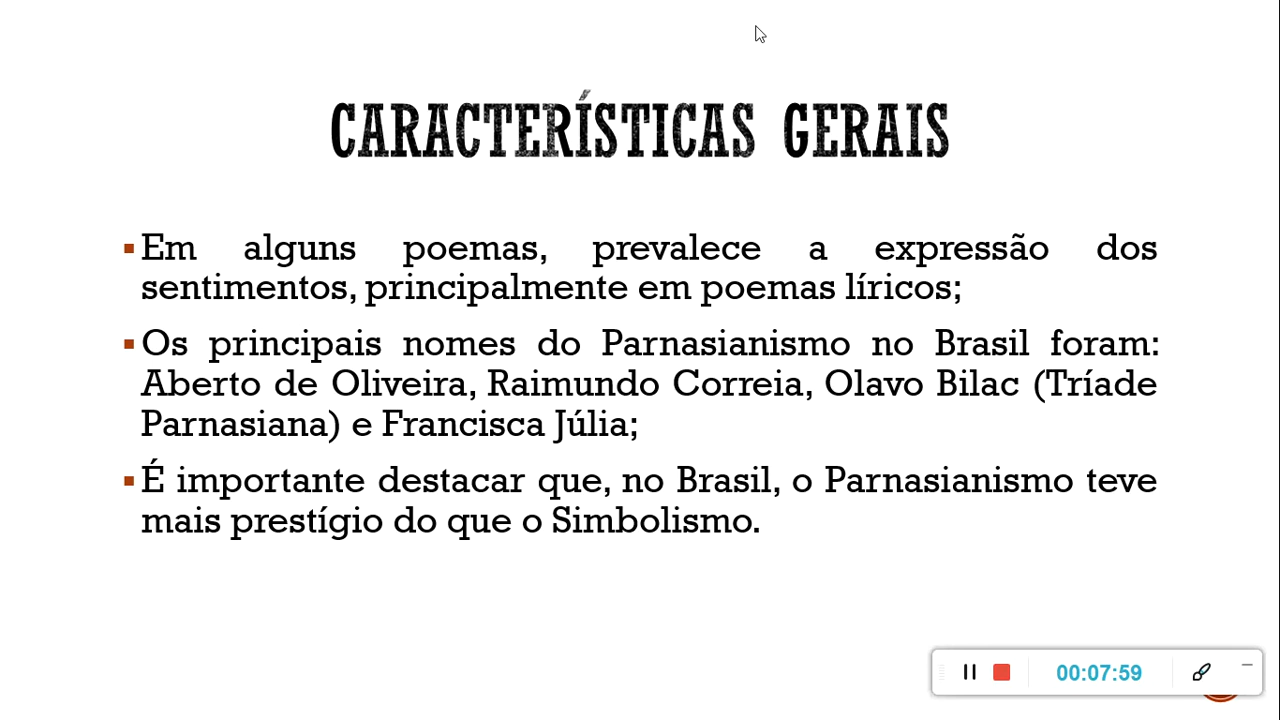 CARACTERÍSTICAS GERAIS
▪Em alguns poemas, prevalece a expressão dos
sentimentos, principalmente em poemas líricos;
▪Os principais nomes do Parnasianismo no Brasil foram:
Aberto de Oliveira, Raimundo Correia, Olavo Bilac (Tríade
Parnasiana) e Francisca Júlia;
▪É importante destacar que, no Brasil, o Parnasianismo teve
mais prestígio do que o Simbolismo.
00:07:59